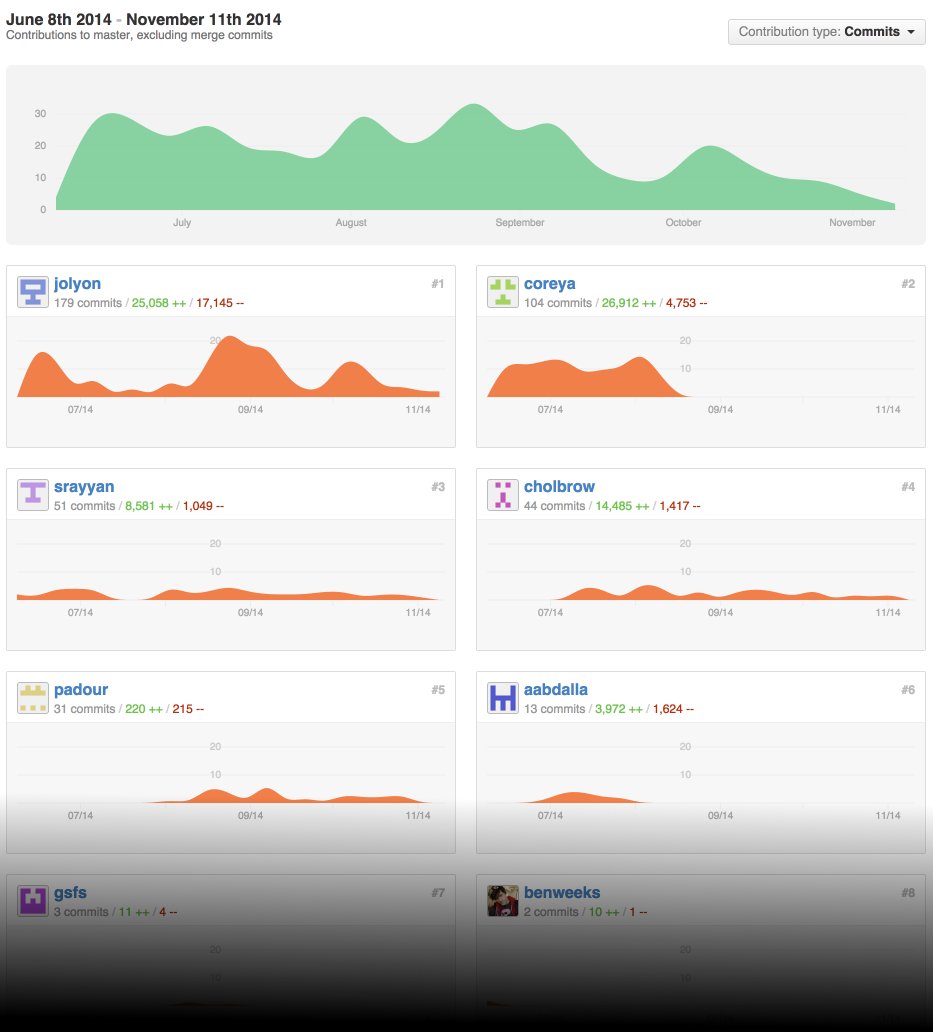 June 8th 2014 - November 11th 2014
Contributions to master, excluding merge commits
Contribution type: Commits
30
20
10
0
July August September October November
jolyon #1
179 commits / 25,058 ++ / 17,145 --
20
07/14 09/14 11/14
coreya #2
104 commits / 26,912 ++ / 4,753 --
20
10
07/14 09/14 11/14
srayyan #3
51 commits / 8,581 ++ / 1,049 --
20
10
07/14 09/14 11/14
cholbrow #4
44 commits / 14,485 ++ / 1,417 --
20
10
07/14 09/14 11/14
padour #5
31 commits / 220 ++ / 215 --
20
10
07/14 09/14 11/14
aabdalla #6
13 commits / 3,972 ++ / 1,624 --
20
10
07/14 09/14 11/14
gsfs #7
3 commits / 11 ++ / 4 --
20
10
benweeks #8
2 commits / 10 ++ / 1 --
20
10